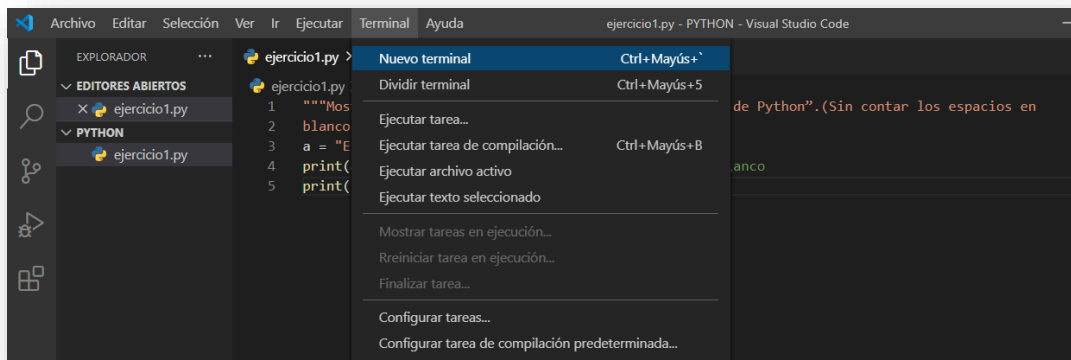 Archivo Editar Selección Ver Ir Ejecutar Terminal Ayuda ejercicio1.py - PYTHON - Visual Studio Code
EXPLORADOR ...
EDITORES ABIERTOS
ejercicio1.py
PYTHON
ejercicio1.py
ejercicio1.py
ejercicio1.py
1 """Mos de Python".(Sin contar los espacios en
blanco
2
3 a = "E
4 print( anco
5 print(
Nuevo terminal Ctrl+Mayús+`
Dividir terminal Ctrl+Mayús+5
Ejecutar tarea...
Ejecutar tarea de compilación... Ctrl+Mayús+B
Ejecutar archivo activo
Ejecutar texto seleccionado
Mostrar tareas en ejecución...
Rreiniciar tarea en ejecución...
Finalizar tarea...
Configurar tareas...
Configurar tarea de compilación predeterminada...